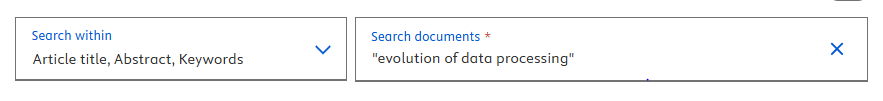 Search within
Article title, Abstract, Keywords
Search documents *
"evolution of data processing"